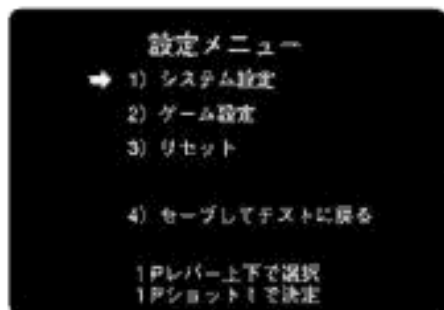 設定メニュー
➡ 1) システム設定
2) ゲーム設定
3) リセット
4) セーブしてテストに戻る
1Pレバー上下で選択
1Pショット1で決定